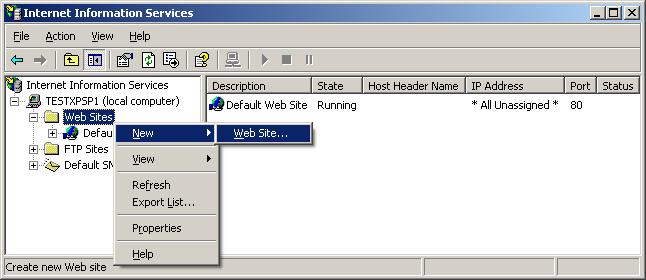 Internet Information Services
File Action View Help
Internet Information Services
TESTXPSP1 (local computer)
Web Sites
Defau
FTP Sites
Default SM
Description State Host Header Name IP Address Port Status
Default Web Site Running * All Unassigned * 80
New
Web Site...
View
Refresh
Export List...
Properties
Help
Create new Web site